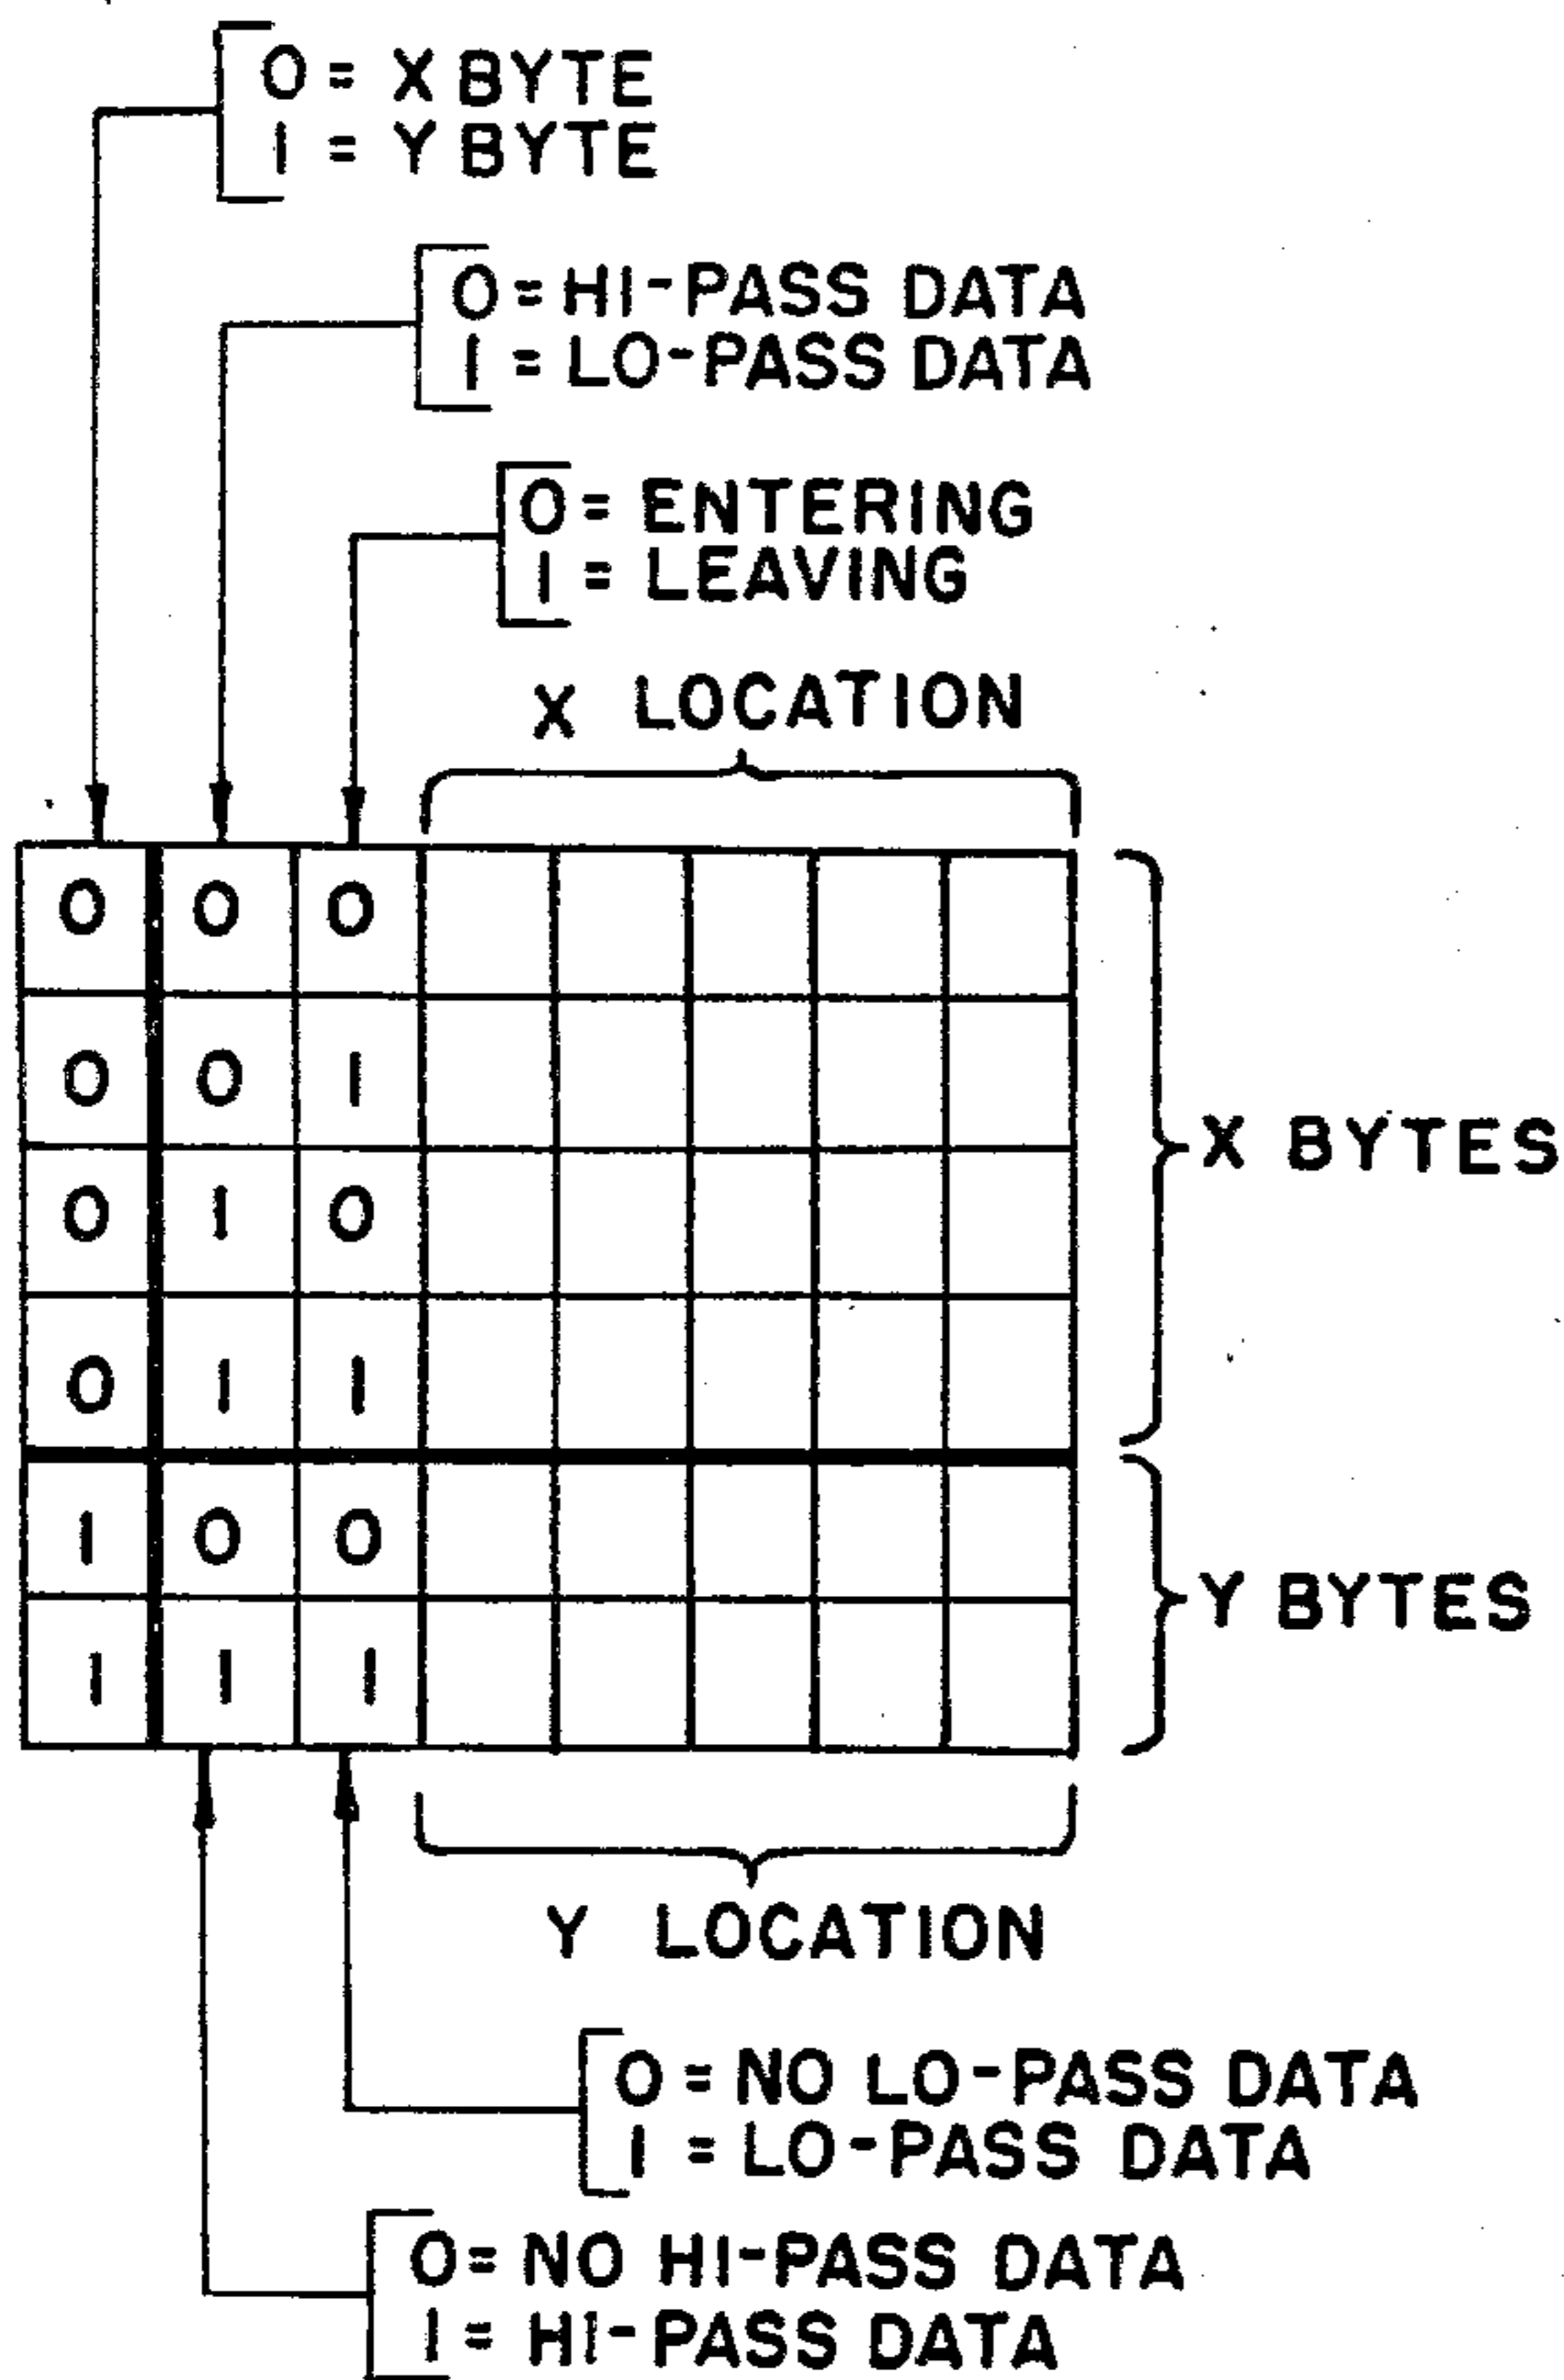 0 = X BYTE
1 = Y BYTE
0 = HI-PASS DATA
1 = LO-PASS DATA
0 = ENTERING
1 = LEAVING
X LOCATION
0 0 0
0 0 1
0 1 0
0 1 1
X BYTES
1 0 0
1 1 1
Y BYTES
Y LOCATION
0 = NO LO-PASS DATA
1 = LO-PASS DATA
0 = NO HI-PASS DATA
1 = HI-PASS DATA